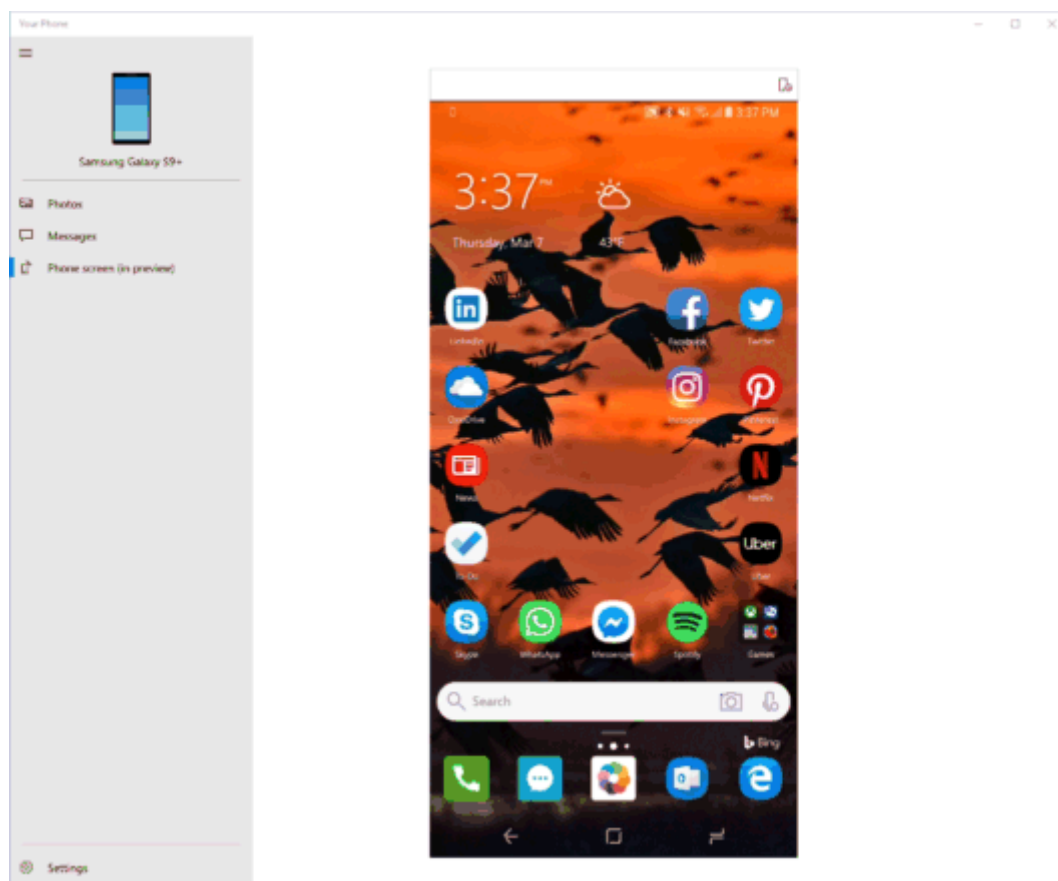 Your Phone
Samsung Galaxy S9+
Photos
Messages
Phone screen (in preview)
Settings
3:37 PM
3:37 PM
Thursday, Mar 7
43°F
in
LinkedIn
Facebook
Twitter
OneDrive
Instagram
Pinterest
News
N
Netflix
To-Do
Uber
Uber
S
Skype
WhatsApp
Messenger
Spotify
Games
Search
Bing